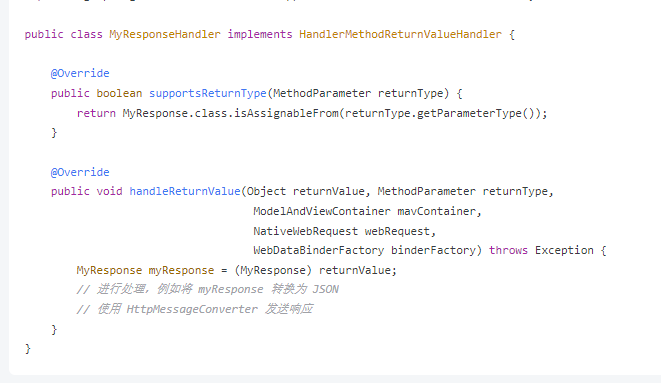 public class MyResponseHandler implements HandlerMethodReturnValueHandler {
@Override
public boolean supportsReturnType(MethodParameter returnType) {
return MyResponse.class.isAssignableFrom(returnType.getParameterType());
}
@Override
public void handleReturnValue(Object returnValue, MethodParameter returnType,
ModelAndViewContainer mavContainer,
NativeWebRequest webRequest,
WebDataBinderFactory binderFactory) throws Exception {
MyResponse myResponse = (MyResponse) returnValue;
// 进行处理，例如将 myResponse 转换为 JSON
// 使用 HttpMessageConverter 发送响应
}
}